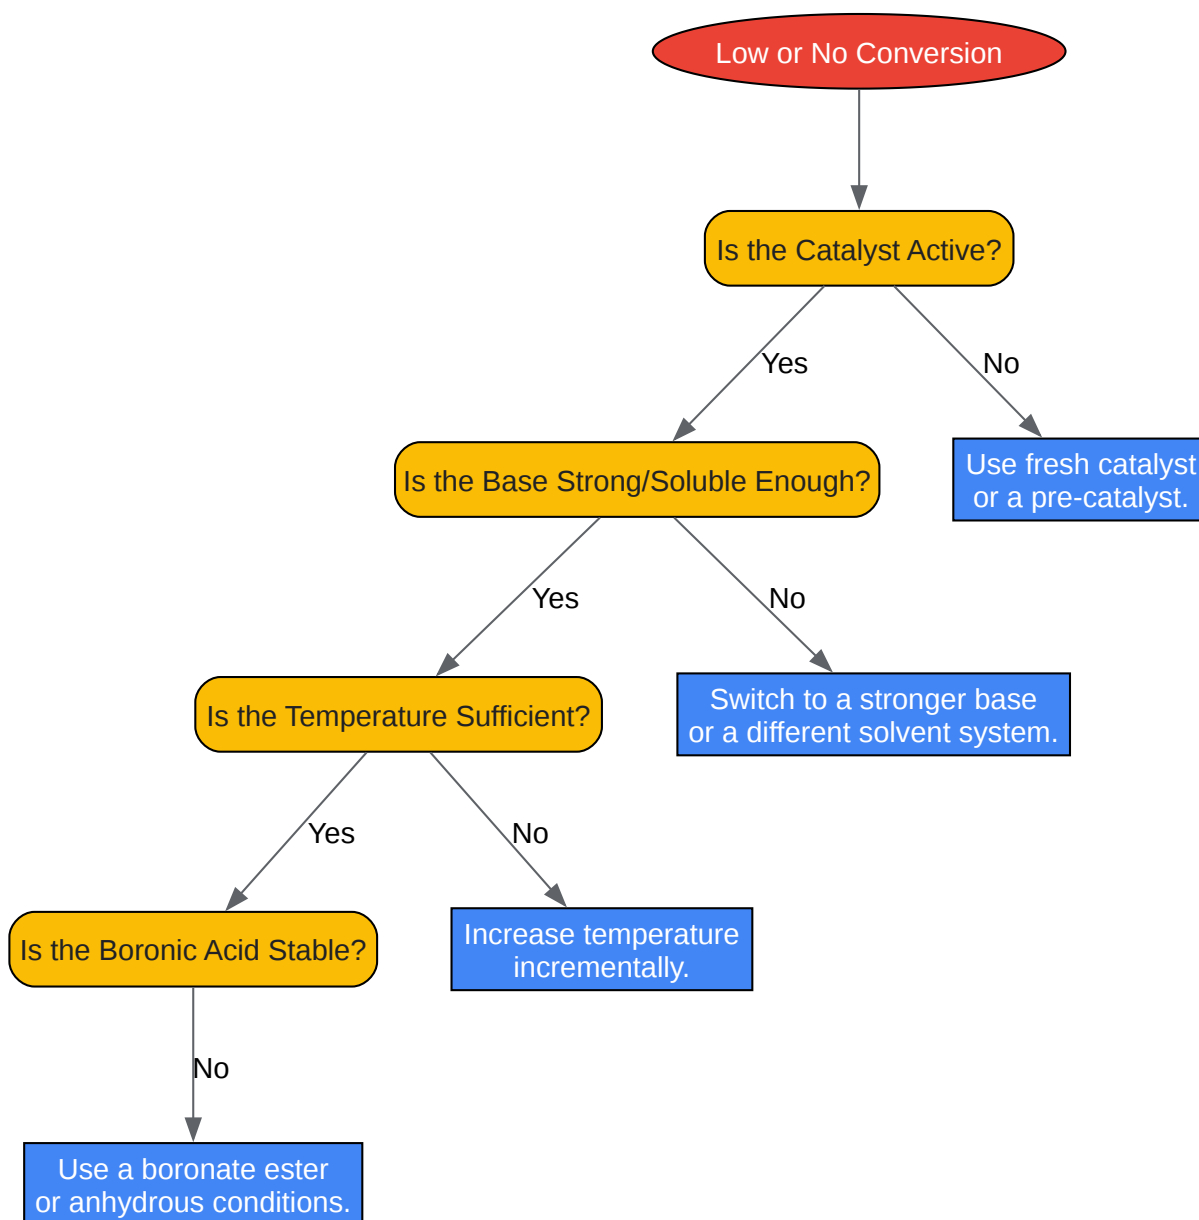 Low or No Conversion
Is the Catalyst Active?
Yes
No
Is the Base Strong/Soluble Enough?
Use fresh catalyst
or a pre-catalyst.
Yes
No
Is the Temperature Sufficient?
Switch to a stronger base
or a different solvent system.
Yes
No
Is the Boronic Acid Stable?
Increase temperature
incrementally.
No
Use a boronate ester
or anhydrous conditions.